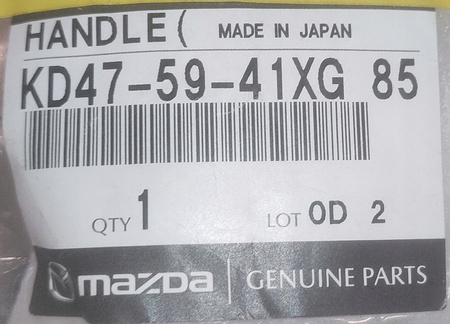 HANDLE( MADE IN JAPAN
KD47-59-41XG 85
QTY 1 LOT OD 2
mazda GENUINE PARTS